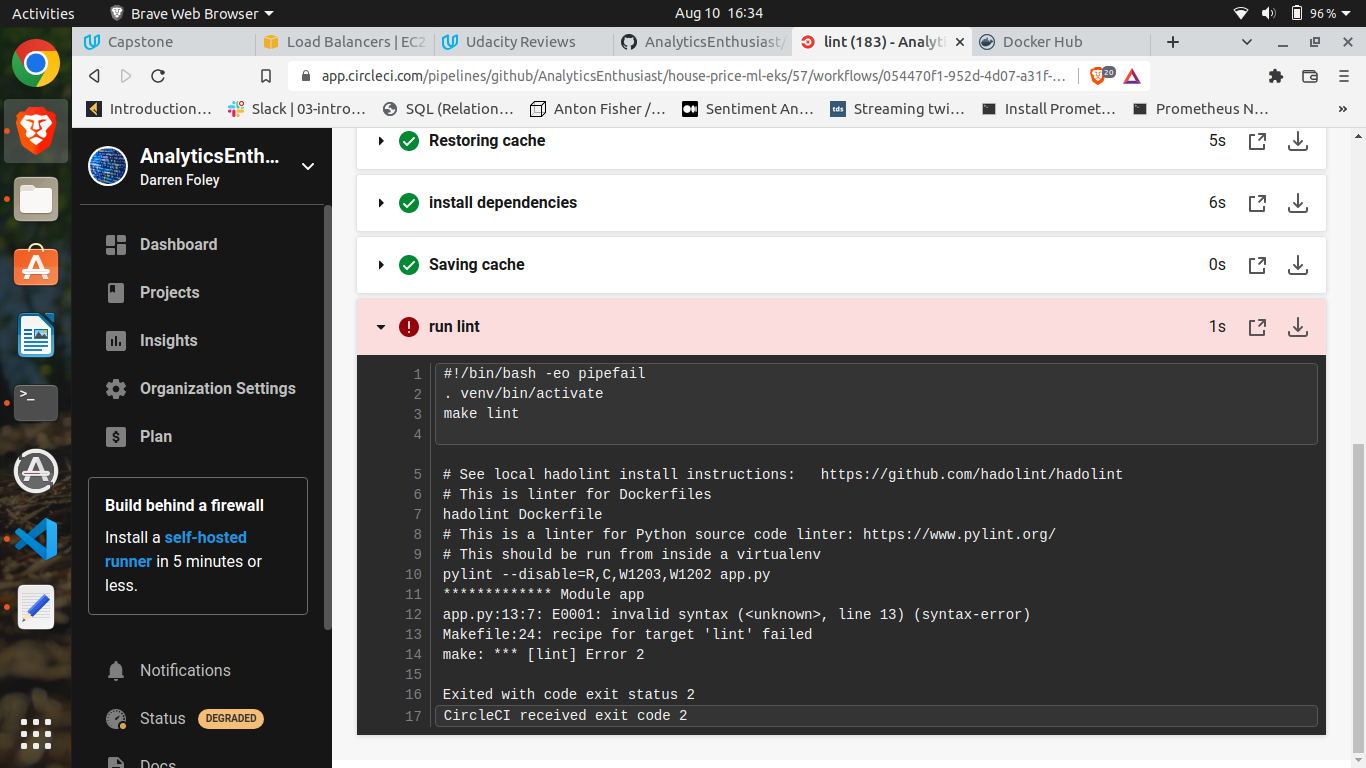 Activities
Brave Web Browser
Aug 10 16:34
96 %
Capstone
Load Balancers | EC2
Udacity Reviews
AnalyticsEnthusiast/
lint (183) - Analyti
Docker Hub
app.circleci.com/pipelines/github/AnalyticsEnthusiast/house-price-ml-eks/57/workflows/054470f1-952d-4d07-a31f-...
20
Introduction...
Slack | 03-intro...
SQL (Relation...
Anton Fisher /...
Sentiment An...
tds
Streaming twi...
Install Promet...
Prometheus N...
»
AnalyticsEnth...
Darren Foley
Dashboard
Projects
Insights
Organization Settings
Plan
Build behind a firewall
Install a self-hosted
runner in 5 minutes or
less.
Notifications
Status
DEGRADED
Docs
Restoring cache
5s
install dependencies
6s
Saving cache
0s
run lint
1s
1 #!/bin/bash -eo pipefail
2 . venv/bin/activate
3 make lint
4
5 # See local hadolint install instructions:   https://github.com/hadolint/hadolint
6 # This is linter for Dockerfiles
7 hadolint Dockerfile
8 # This is a linter for Python source code linter: https://www.pylint.org/
9 # This should be run from inside a virtualenv
10 pylint --disable=R,C,W1203,W1202 app.py
11 ************* Module app
12 app.py:13:7: E0001: invalid syntax (<unknown>, line 13) (syntax-error)
13 Makefile:24: recipe for target 'lint' failed
14 make: *** [lint] Error 2
15
16 Exited with code exit status 2
17 CircleCI received exit code 2